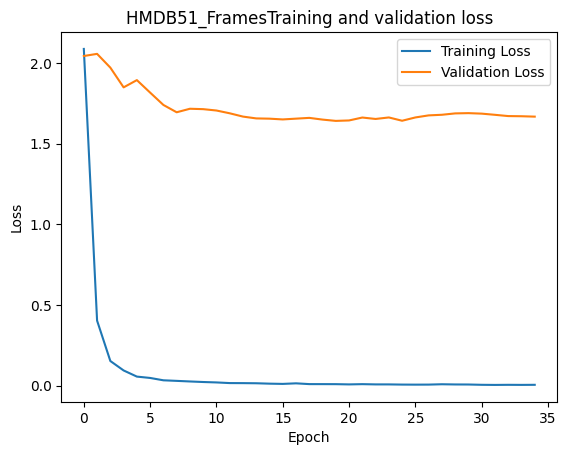 HMDB51_FramesTraining and validation loss
Training Loss
Validation Loss
2.0
1.5
1.0
0.5
0.0
Loss
0 5 10 15 20 25 30 35
Epoch